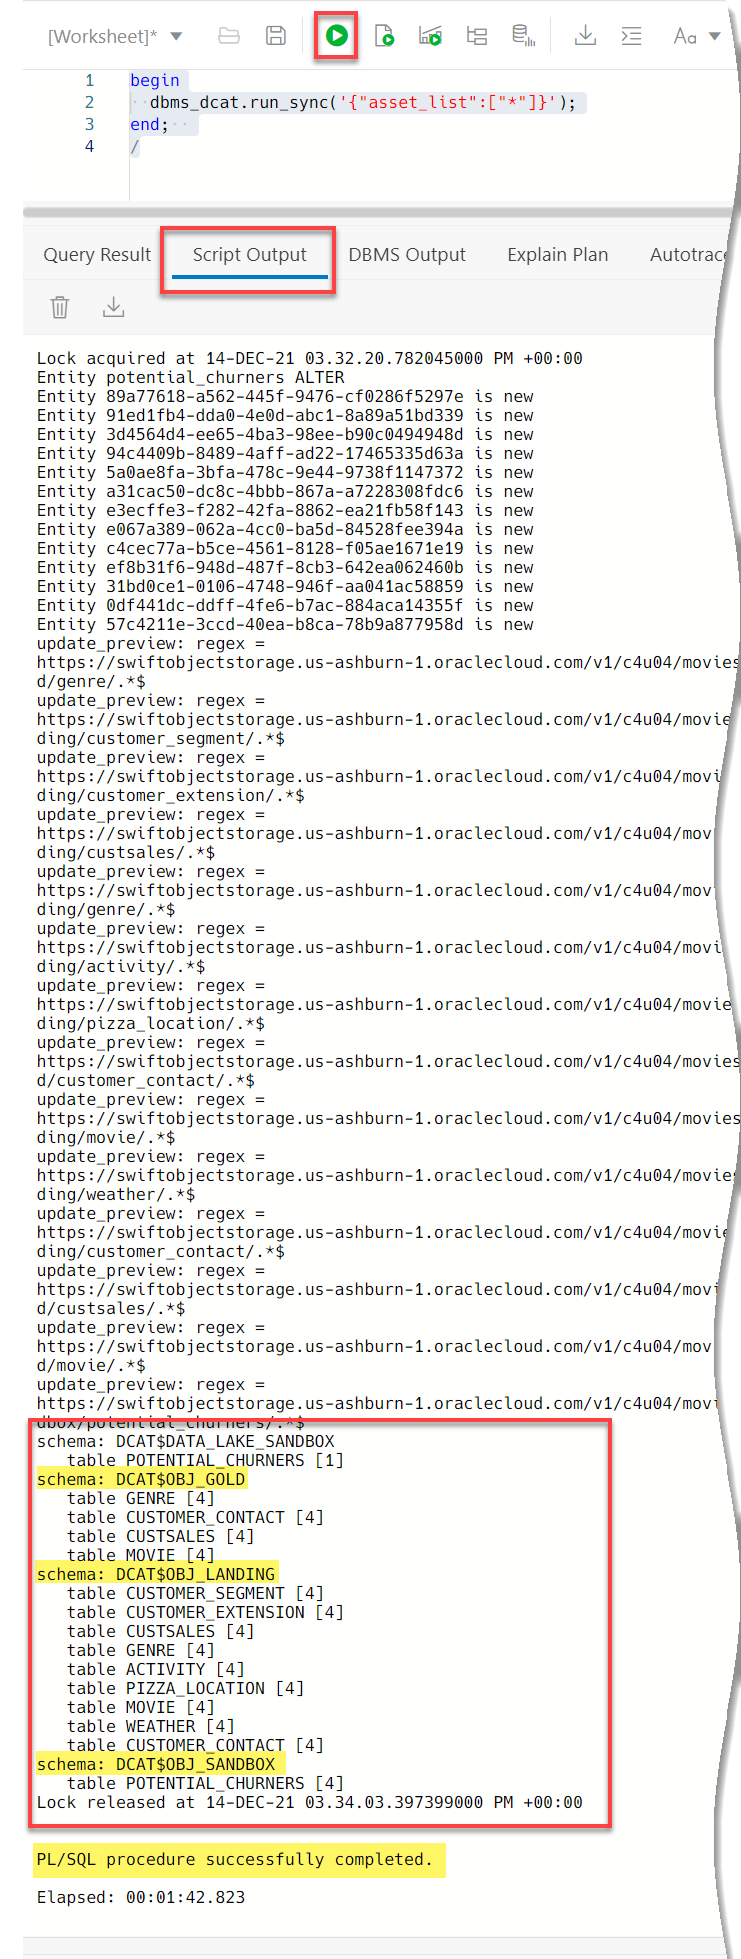 [Worksheet]*
Aa
1 begin
2 dbms_dcat.run_sync('{"asset_list":["*"]}');
3 end;
4 /
Query Result Script Output DBMS Output Explain Plan Autotrace
Lock acquired at 14-DEC-21 03.32.20.782045000 PM +00:00
Entity potential_churners ALTER
Entity 89a77618-a562-445f-9476-cf0286f5297e is new
Entity 91ed1fb4-dda0-4e0d-abc1-8a89a51bd339 is new
Entity 3d4564d4-ee65-4ba3-98ee-b90c0494948d is new
Entity 94c4409b-8489-4aff-ad22-17465335d63a is new
Entity 5a0ae8fa-3bfa-478c-9e44-9738f1147372 is new
Entity a31cac50-dc8c-4bbb-867a-a7228308fdc6 is new
Entity e3ecffe3-f282-42fa-8862-ea21fb58f143 is new
Entity e067a389-062a-4cc0-ba5d-84528fee394a is new
Entity c4cec77a-b5ce-4561-8128-f05ae1671e19 is new
Entity ef8b31f6-948d-487f-8cb3-642ea062460b is new
Entity 31bd0ce1-0106-4748-946f-aa041ac58859 is new
Entity 0df441dc-ddff-4fe6-b7ac-884aca14355f is new
Entity 57c4211e-3ccd-40ea-b8ca-78b9a877958d is new
update_preview: regex =
https://swiftobjectstorage.us-ashburn-1.oraclecloud.com/v1/c4u04/movies
d/genre/.*$
update_preview: regex =
https://swiftobjectstorage.us-ashburn-1.oraclecloud.com/v1/c4u04/movie
ding/customer_segment/.*$
update_preview: regex =
https://swiftobjectstorage.us-ashburn-1.oraclecloud.com/v1/c4u04/movi
ding/customer_extension/.*$
update_preview: regex =
https://swiftobjectstorage.us-ashburn-1.oraclecloud.com/v1/c4u04/mov
ding/custsales/.*$
update_preview: regex =
https://swiftobjectstorage.us-ashburn-1.oraclecloud.com/v1/c4u04/mov
ding/genre/.*$
update_preview: regex =
https://swiftobjectstorage.us-ashburn-1.oraclecloud.com/v1/c4u04/movi
ding/activity/.*$
update_preview: regex =
https://swiftobjectstorage.us-ashburn-1.oraclecloud.com/v1/c4u04/movie
ding/pizza_location/.*$
update_preview: regex =
https://swiftobjectstorage.us-ashburn-1.oraclecloud.com/v1/c4u04/movies
d/customer_contact/.*$
update_preview: regex =
https://swiftobjectstorage.us-ashburn-1.oraclecloud.com/v1/c4u04/movies
ding/movie/.*$
update_preview: regex =
https://swiftobjectstorage.us-ashburn-1.oraclecloud.com/v1/c4u04/movies
ding/weather/.*$
update_preview: regex =
https://swiftobjectstorage.us-ashburn-1.oraclecloud.com/v1/c4u04/movie
ding/customer_contact/.*$
update_preview: regex =
https://swiftobjectstorage.us-ashburn-1.oraclecloud.com/v1/c4u04/movi
d/custsales/.*$
update_preview: regex =
https://swiftobjectstorage.us-ashburn-1.oraclecloud.com/v1/c4u04/mov
d/movie/.*$
update_preview: regex =
https://swiftobjectstorage.us-ashburn-1.oraclecloud.com/v1/c4u04/movi
dbox/potential_churners/.*$
schema: DCAT$DATA_LAKE_SANDBOX
table POTENTIAL_CHURNERS [1]
schema: DCAT$OBJ_GOLD
table GENRE [4]
table CUSTOMER_CONTACT [4]
table CUSTSALES [4]
table MOVIE [4]
schema: DCAT$OBJ_LANDING
table CUSTOMER_SEGMENT [4]
table CUSTOMER_EXTENSION [4]
table CUSTSALES [4]
table GENRE [4]
table ACTIVITY [4]
table PIZZA_LOCATION [4]
table MOVIE [4]
table WEATHER [4]
table CUSTOMER_CONTACT [4]
schema: DCAT$OBJ_SANDBOX
table POTENTIAL_CHURNERS [4]
Lock released at 14-DEC-21 03.34.03.397399000 PM +00:00
PL/SQL procedure successfully completed.
Elapsed: 00:01:42.823